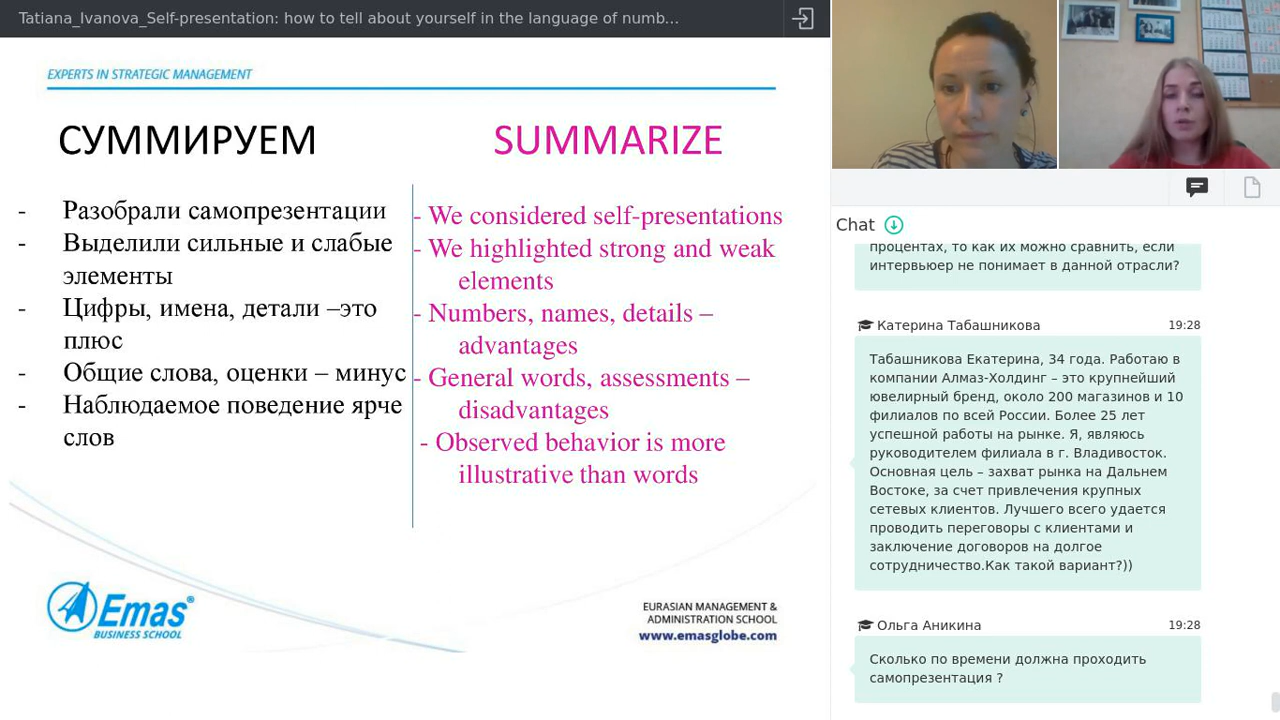 Tatiana_Ivanova_Self-presentation: how to tell about yourself in the language of numb...
EXPERTS IN STRATEGIC MANAGEMENT
СУММИРУЕМ
- Разобрали самопрезентации
- Выделили сильные и слабые
элементы
- Цифры, имена, детали –это
плюс
- Общие слова, оценки – минус
- Наблюдаемое поведение ярче
слов
SUMMARIZE
- We considered self-presentations
- We highlighted strong and weak
elements
- Numbers, names, details –
advantages
- General words, assessments –
disadvantages
- Observed behavior is more
illustrative than words
Emas®
BUSINESS SCHOOL
EURASIAN MANAGEMENT &
ADMINISTRATION SCHOOL
www.emasglobe.com
Chat
процентах, то как их можно сравнить, если
интервьюер не понимает в данной отрасли?
Катерина Табашникова 19:28
Табашникова Екатерина, 34 года. Работаю в
компании Алмаз-Холдинг – это крупнейший
ювелирный бренд, около 200 магазинов и 10
филиалов по всей России. Более 25 лет
успешной работы на рынке. Я, являюсь
руководителем филиала в г. Владивосток.
Основная цель – захват рынка на Дальнем
Востоке, за счет привлечения крупных
сетевых клиентов. Лучшего всего удается
проводить переговоры с клиентами и
заключение договоров на долгое
сотрудничество.Как такой вариант?))
Ольга Аникина 19:28
Сколько по времени должна проходить
самопрезентация ?